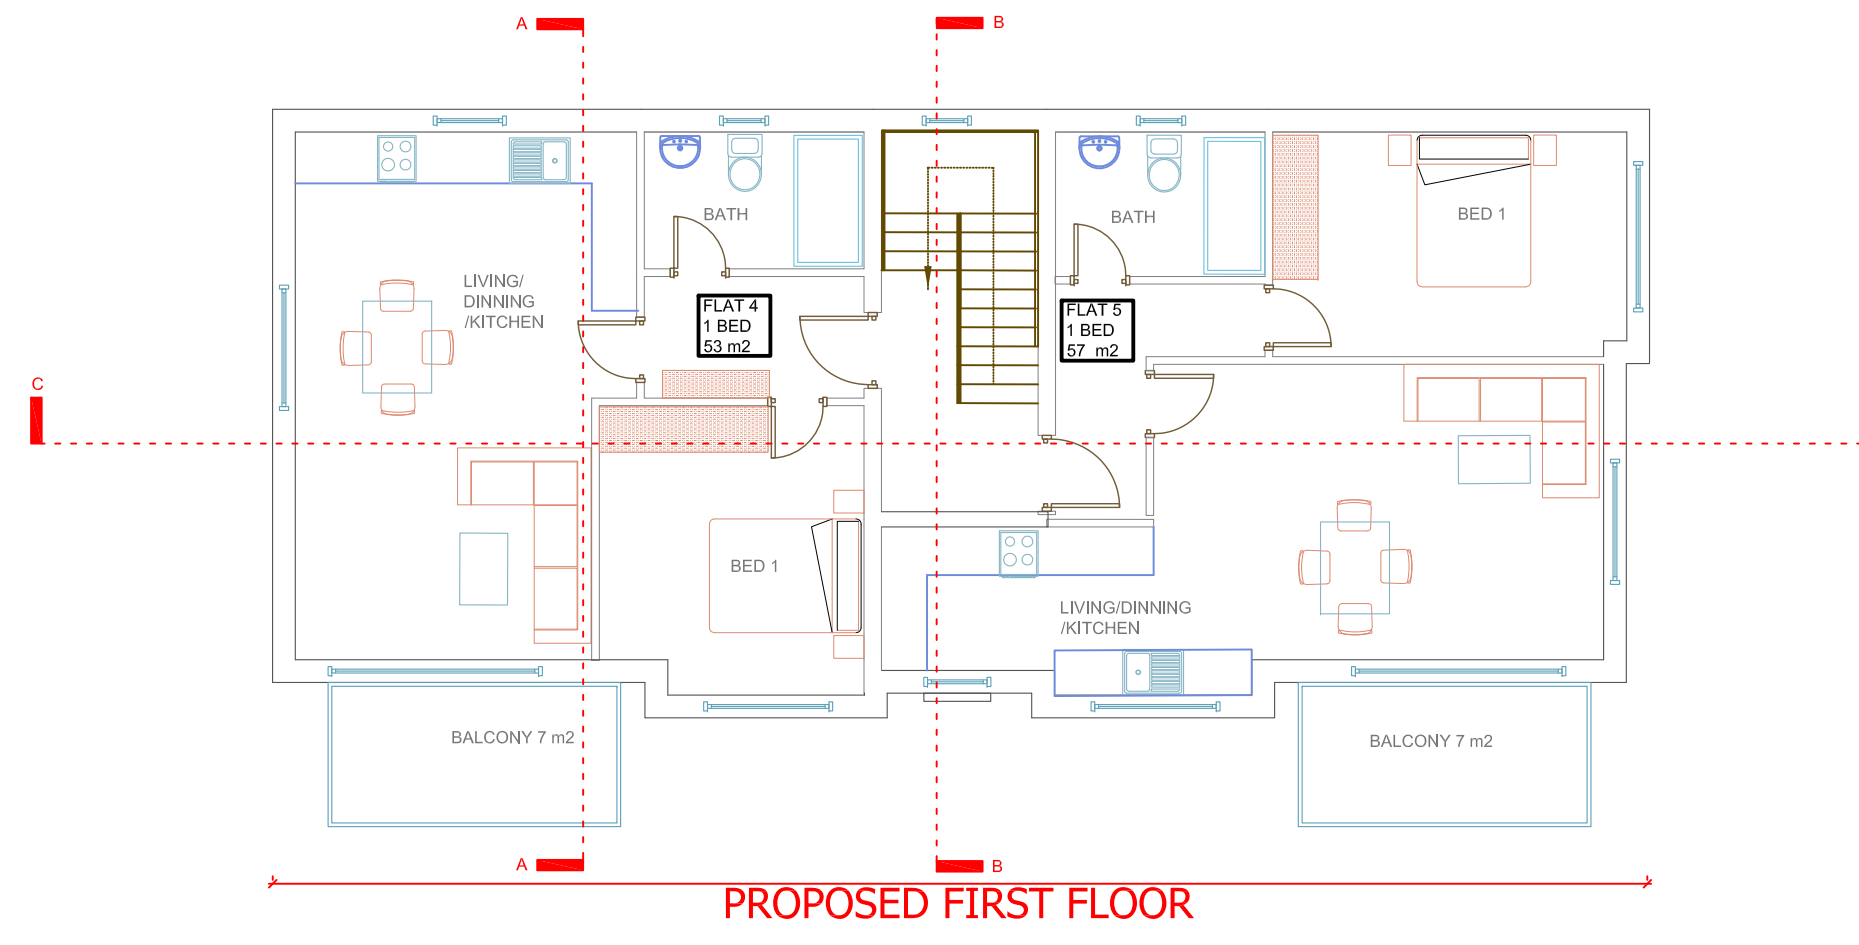 A
B
BATH
BATH
BED 1
LIVING/
DINNING
/KITCHEN
FLAT 4
1 BED
53 m2
FLAT 5
1 BED
57 m2
C
BED 1
LIVING/DINNING
/KITCHEN
BALCONY 7 m2
BALCONY 7 m2
A
B
PROPOSED FIRST FLOOR